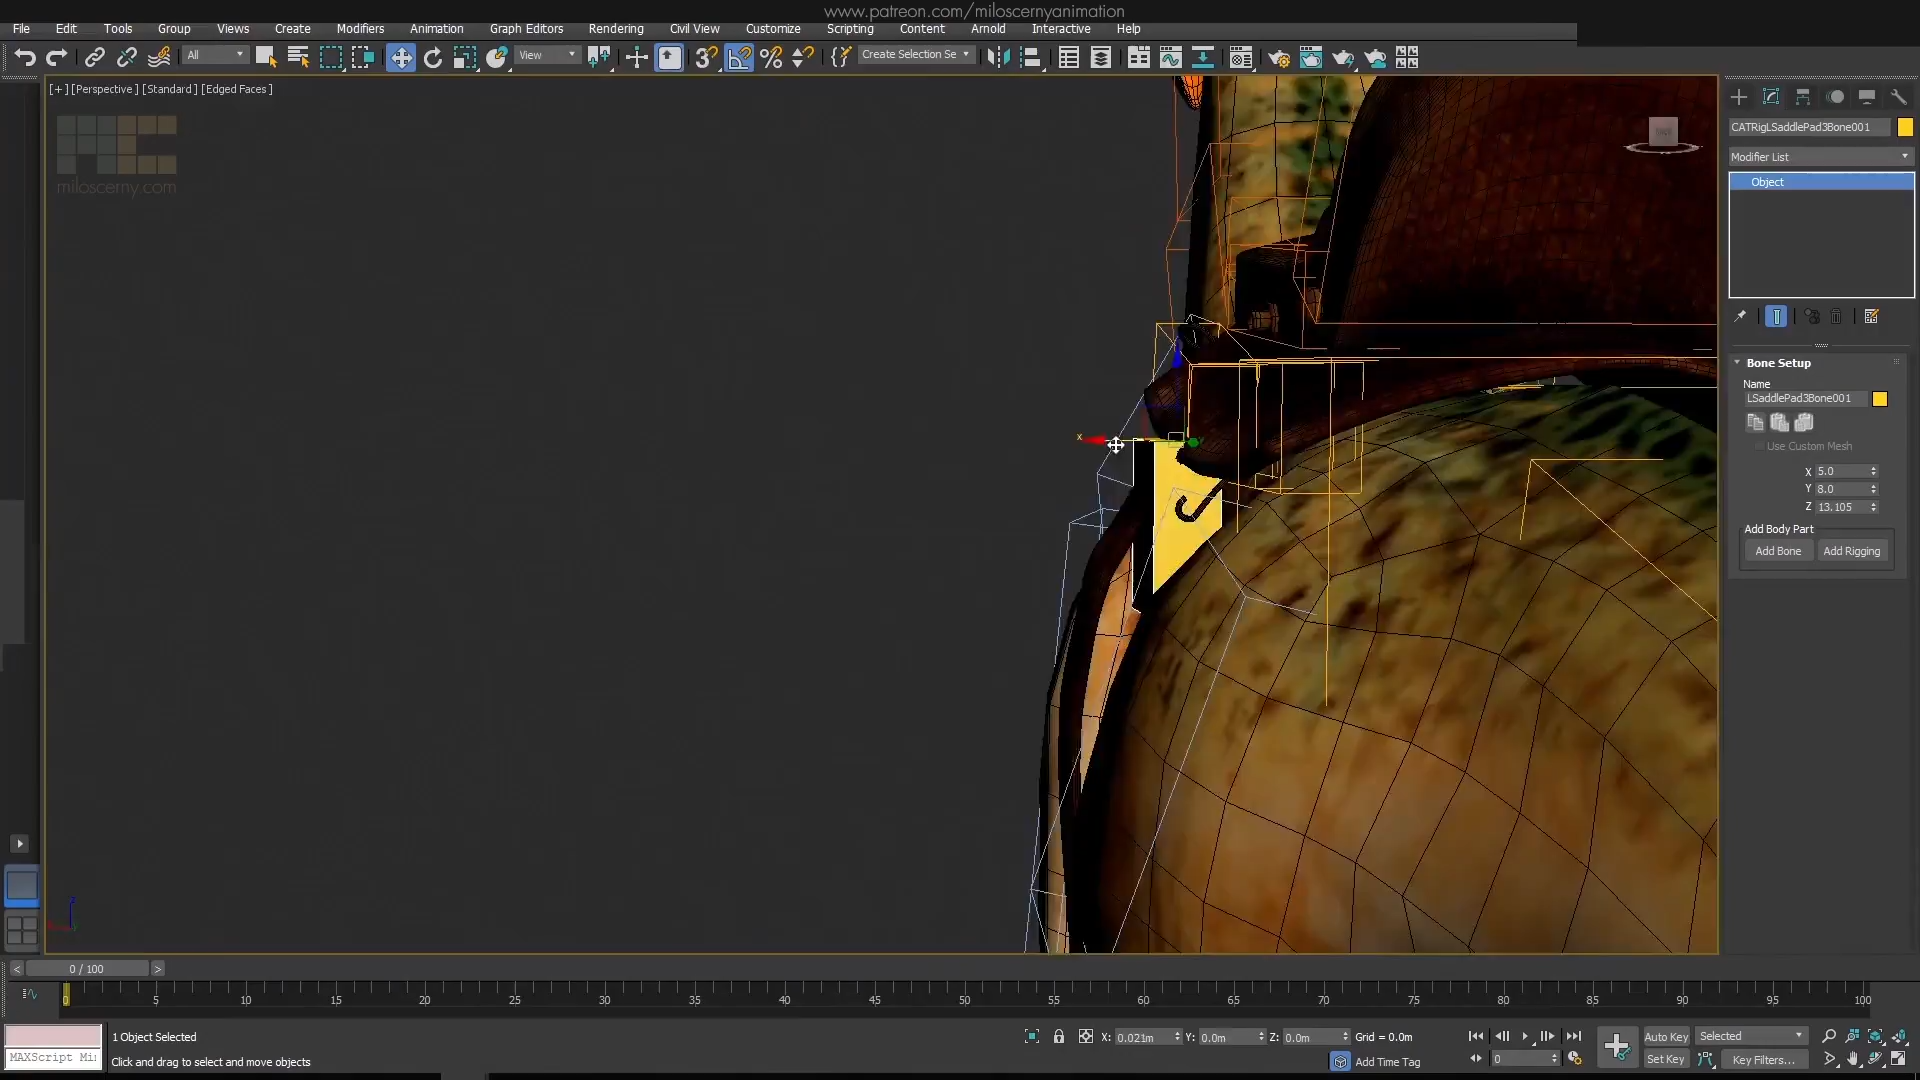 www.patreon.com/miloscernyanimation
File Edit Tools Group Views Create Modifiers Animation Graph Editors Rendering Civil View Customize Scripting Content Arnold Interactive Help
All View Create Selection Se
[+] [Perspective] [Standard] [Edged Faces]
miloscerny.com
CATRigLSaddlePad3Bone001
Modifier List
Object
Bone Setup
Name
LSaddlePad3Bone001
Use Custom Mesh
X 5.0
Y 8.0
Z 13.105
Add Body Part
Add Bone Add Rigging
x
z
< 0 / 100 >
0 5 10 15 20 25 30 35 40 45 50 55 60 65 70 75 80 85 90 95 100
1 Object Selected X: 0.021m Y: 0.0m Z: 0.0m Grid = 0.0m Auto Key Selected
MAXScript Mi Click and drag to select and move objects Add Time Tag 0 Set Key Key Filters...